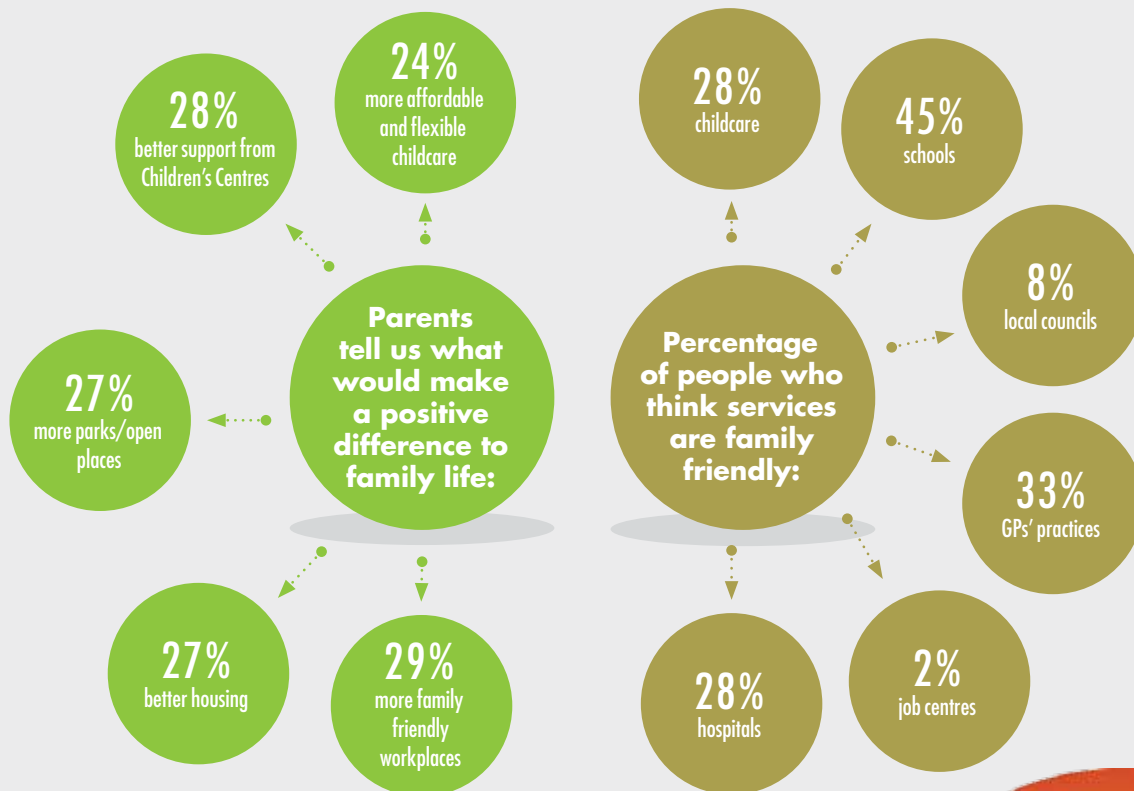 Parents
tell us what
would make
a positive
difference to
family life:
24%
more affordable
and flexible
childcare
28%
better support from
Children's Centres
27%
more parks/open
places
27%
better housing
29%
more family
friendly
workplaces
Percentage
of people who
think services
are family
friendly:
28%
childcare
45%
schools
8%
local councils
33%
GPs' practices
2%
job centres
28%
hospitals